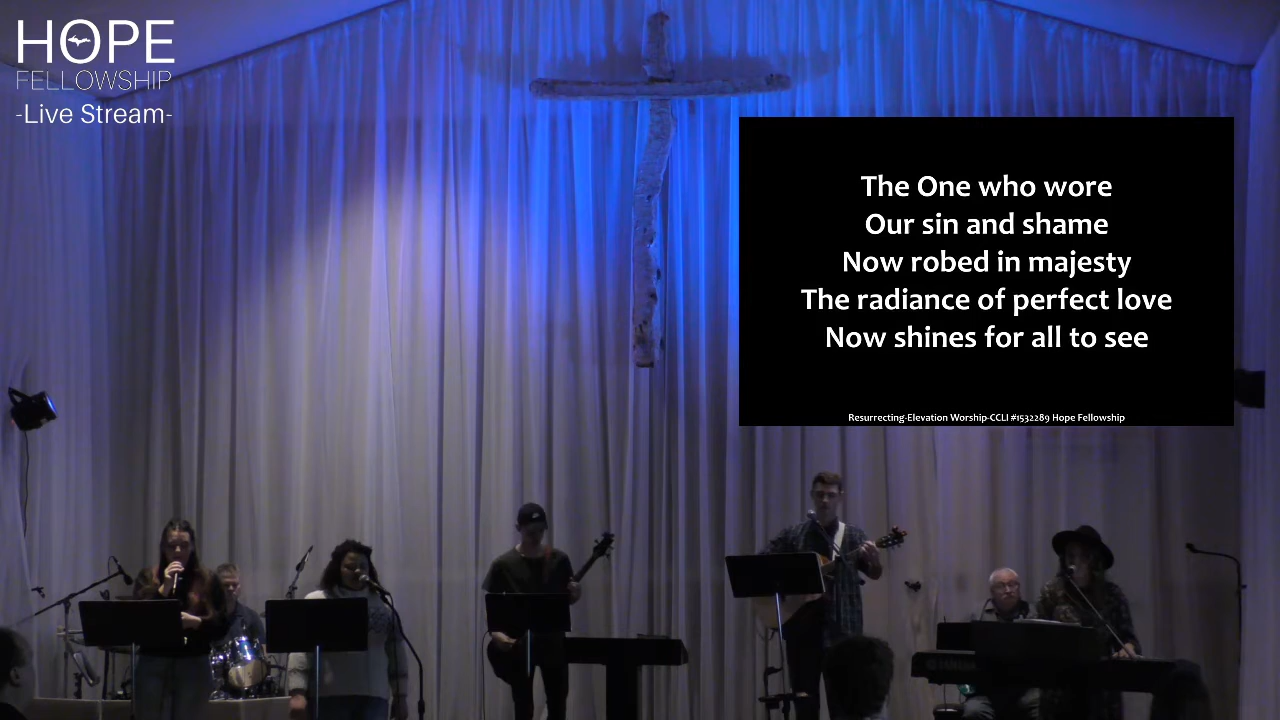 HOPE
FELLOWSHIP
-Live Stream-
The One who wore
Our sin and shame
Now robed in majesty
The radiance of perfect love
Now shines for all to see
Resurrecting-Elevation Worship-CCLI #1532289 Hope Fellowship